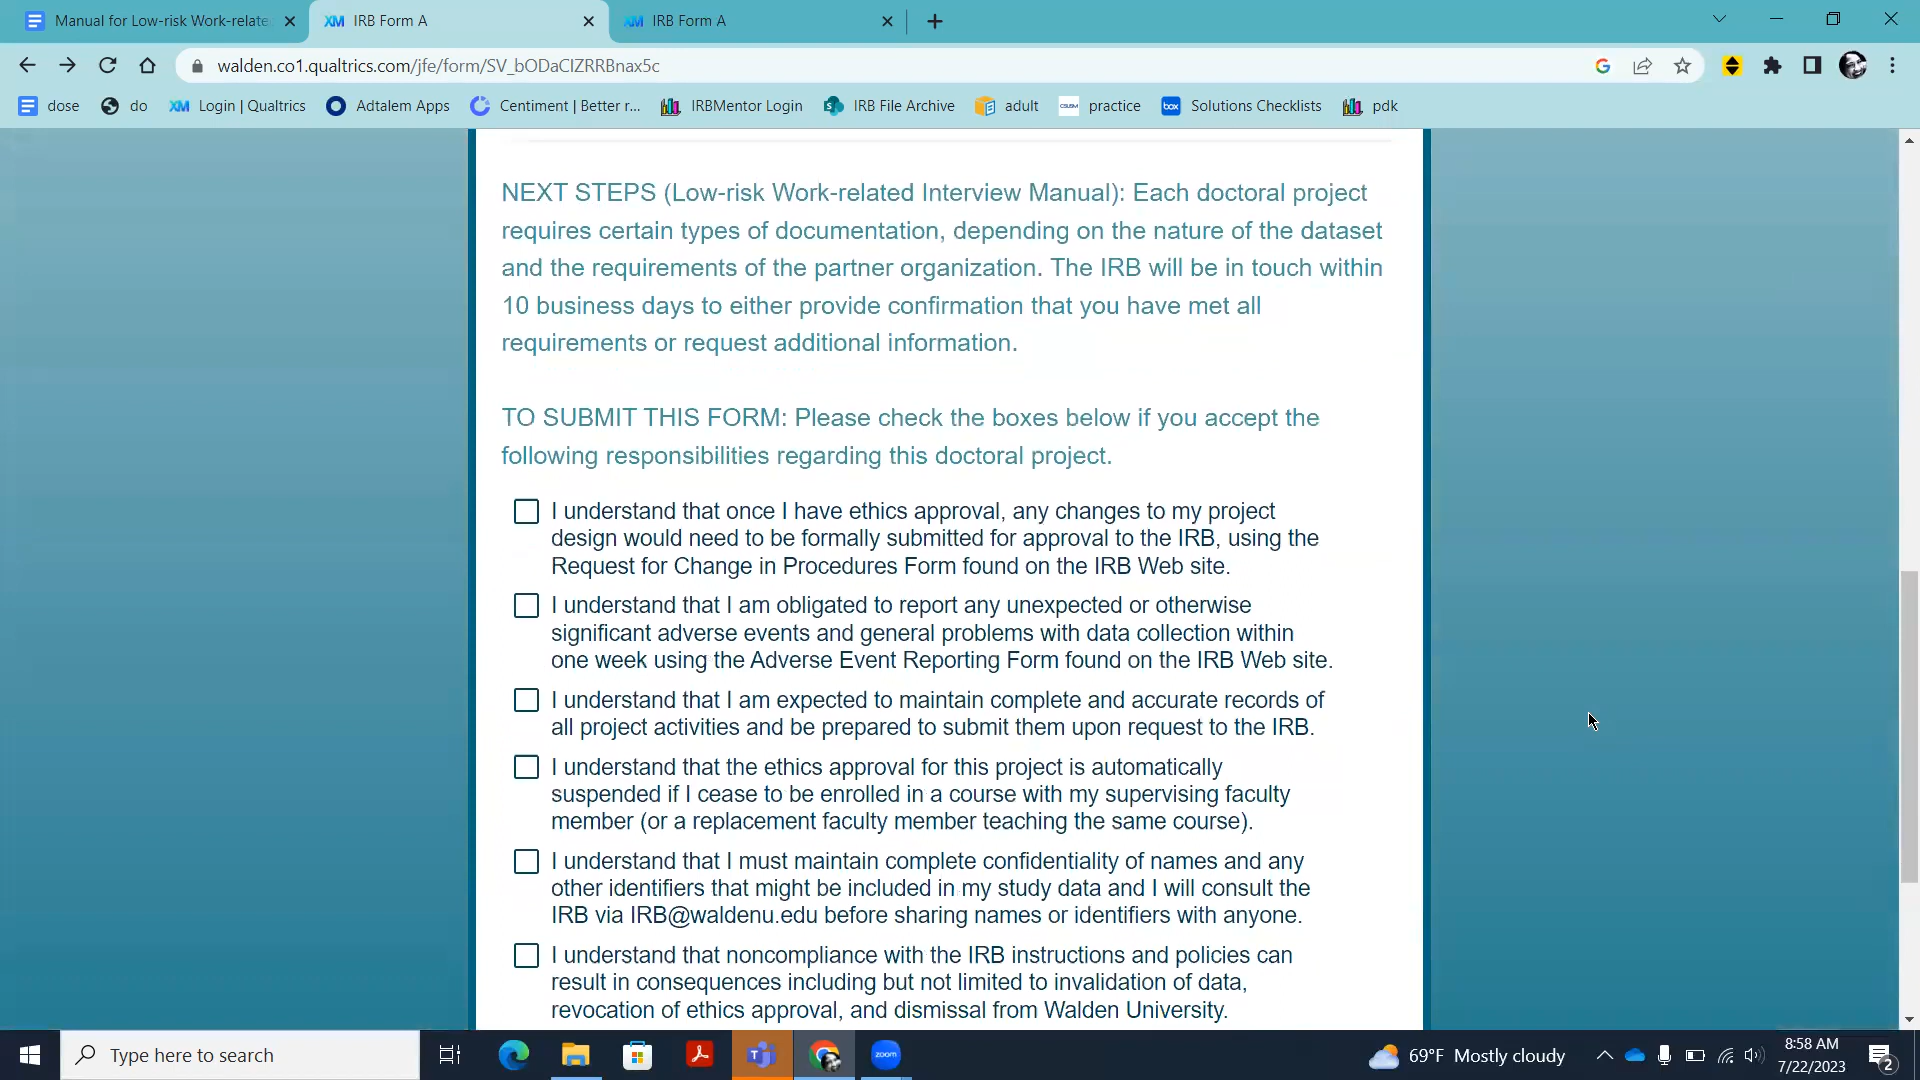 Manual for Low-risk Work-relate
IRB Form A
IRB Form A
walden.co1.qualtrics.com/jfe/form/SV_bODaCIZRRBnax5c
dose
do
Login | Qualtrics
Adtalem Apps
Centiment | Better r...
IRBMentor Login
IRB File Archive
adult
practice
Solutions Checklists
pdk
NEXT STEPS (Low-risk Work-related Interview Manual): Each doctoral project
requires certain types of documentation, depending on the nature of the dataset
and the requirements of the partner organization. The IRB will be in touch within
10 business days to either provide confirmation that you have met all
requirements or request additional information.
TO SUBMIT THIS FORM: Please check the boxes below if you accept the
following responsibilities regarding this doctoral project.
I understand that once I have ethics approval, any changes to my project
design would need to be formally submitted for approval to the IRB, using the
Request for Change in Procedures Form found on the IRB Web site.
I understand that I am obligated to report any unexpected or otherwise
significant adverse events and general problems with data collection within
one week using the Adverse Event Reporting Form found on the IRB Web site.
I understand that I am expected to maintain complete and accurate records of
all project activities and be prepared to submit them upon request to the IRB.
I understand that the ethics approval for this project is automatically
suspended if I cease to be enrolled in a course with my supervising faculty
member (or a replacement faculty member teaching the same course).
I understand that I must maintain complete confidentiality of names and any
other identifiers that might be included in my study data and I will consult the
IRB via IRB@waldenu.edu before sharing names or identifiers with anyone.
I understand that noncompliance with the IRB instructions and policies can
result in consequences including but not limited to invalidation of data,
revocation of ethics approval, and dismissal from Walden University.
Type here to search
zoom
69°F Mostly cloudy
8:58 AM
7/22/2023
2